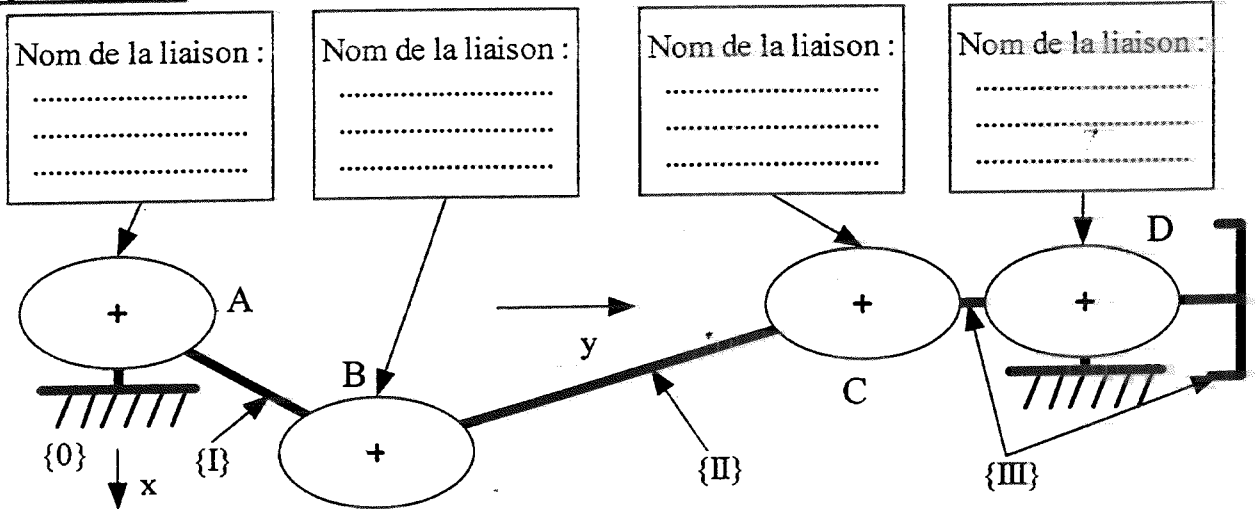 Nom de la liaison :
Nom de la liaison :
Nom de la liaison :
Nom de la liaison :
A
B
C
D
y
x
{0}
{I}
{II}
{III}